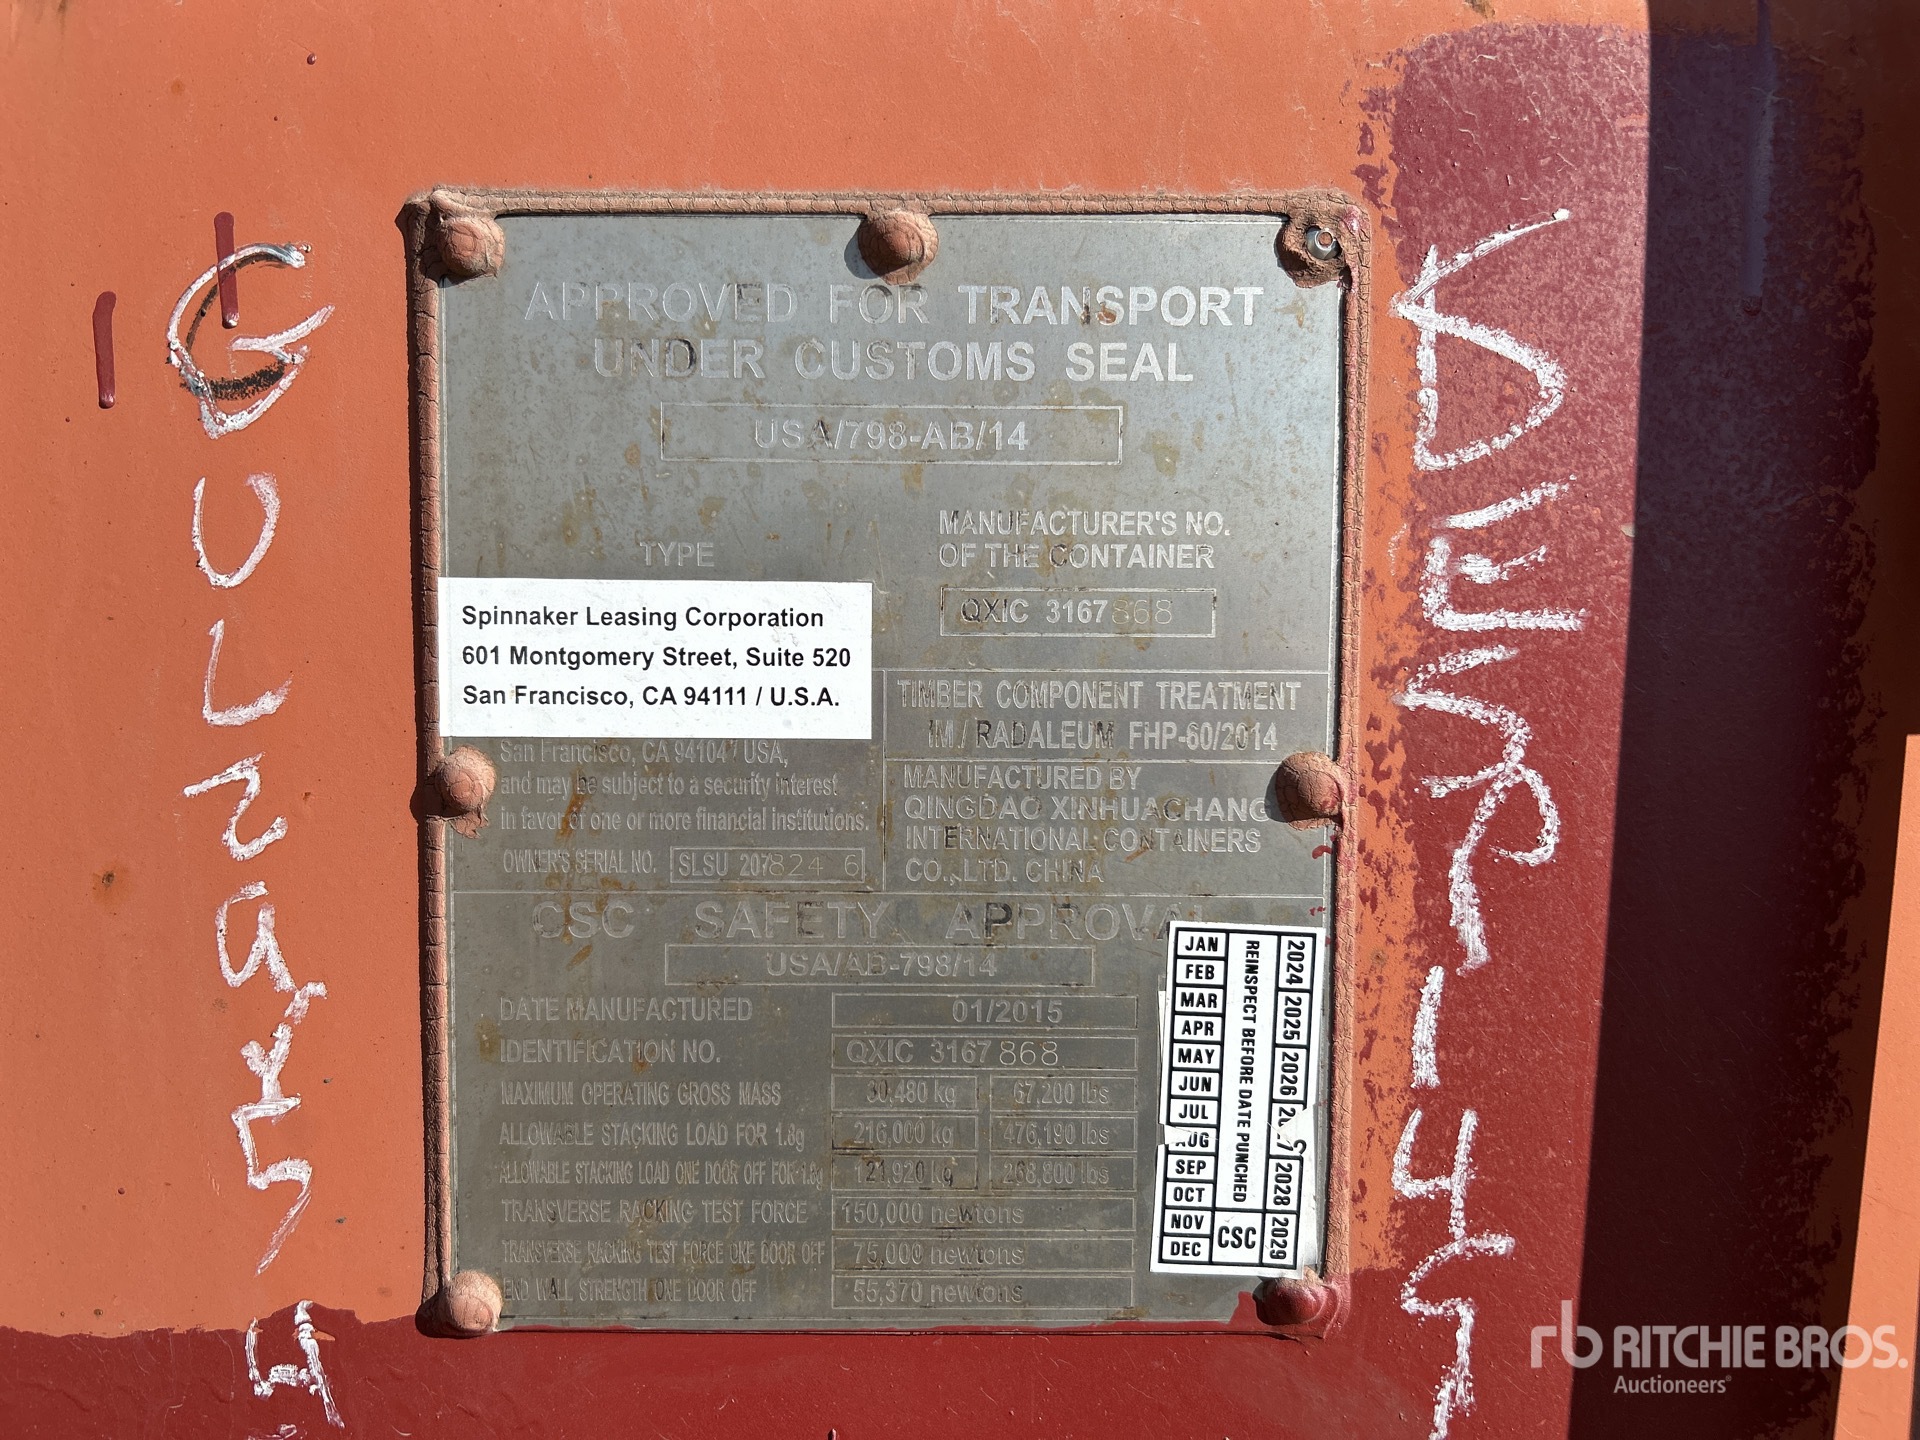 APPROVED FOR TRANSPORT
UNDER CUSTOMS SEAL
USA/798-AB/14
TYPE
MANUFACTURER'S NO.
OF THE CONTAINER
QXIC 3167868
Spinnaker Leasing Corporation
601 Montgomery Street, Suite 520
San Francisco, CA 94111 / U.S.A.
San Francisco, CA 94104 / USA,
and may be subject to a security interest
in favor of one or more financial institutions.
OWNER'S SERIAL NO. SLSU 207824 6
TIMBER COMPONENT TREATMENT
IM / RADALEUM FHP-60/2014
MANUFACTURED BY
QINGDAO XINHUACHANG
INTERNATIONAL CONTAINERS
CO.,LTD. CHINA
CSC SAFETY APPROVAL
USA/AB-798/14
DATE MANUFACTURED 01/2015
IDENTIFICATION NO. QXIC 3167868
MAXIMUM OPERATING GROSS MASS 30,480 kg 67,200 lbs
ALLOWABLE STACKING LOAD FOR 1.8g 216,000 kg 476,190 lbs
ALLOWABLE STACKING LOAD ONE DOOR OFF FOR 1.8g 121,920 kg 268,800 lbs
TRANSVERSE RACKING TEST FORCE 150,000 newtons
TRANSVERSE RACKING TEST FORCE ONE DOOR OFF 75,000 newtons
END WALL STRENGTH ONE DOOR OFF 55,370 newtons
JAN
FEB
MAR
APR
MAY
JUN
JUL
AUG
SEP
OCT
NOV
DEC
REINSPECT BEFORE DATE PUNCHED
CSC
2024 2025 2026 2027 2028 2029
rb RITCHIE BROS.
Auctioneers®